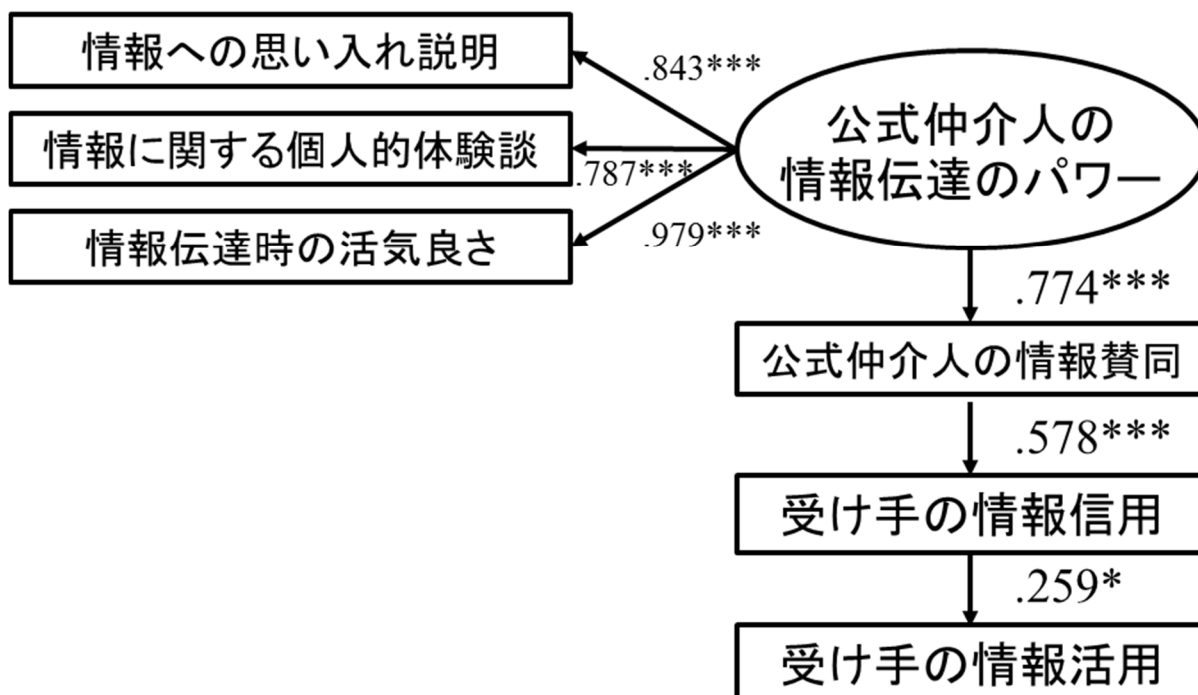 情報への思い入れ説明
.843***
情報に関する個人的体験談
.787***
情報伝達時の活気良さ
.979***
公式仲介人の
情報伝達のパワー
.774***
公式仲介人の情報賛同
.578***
受け手の情報信用
.259*
受け手の情報活用